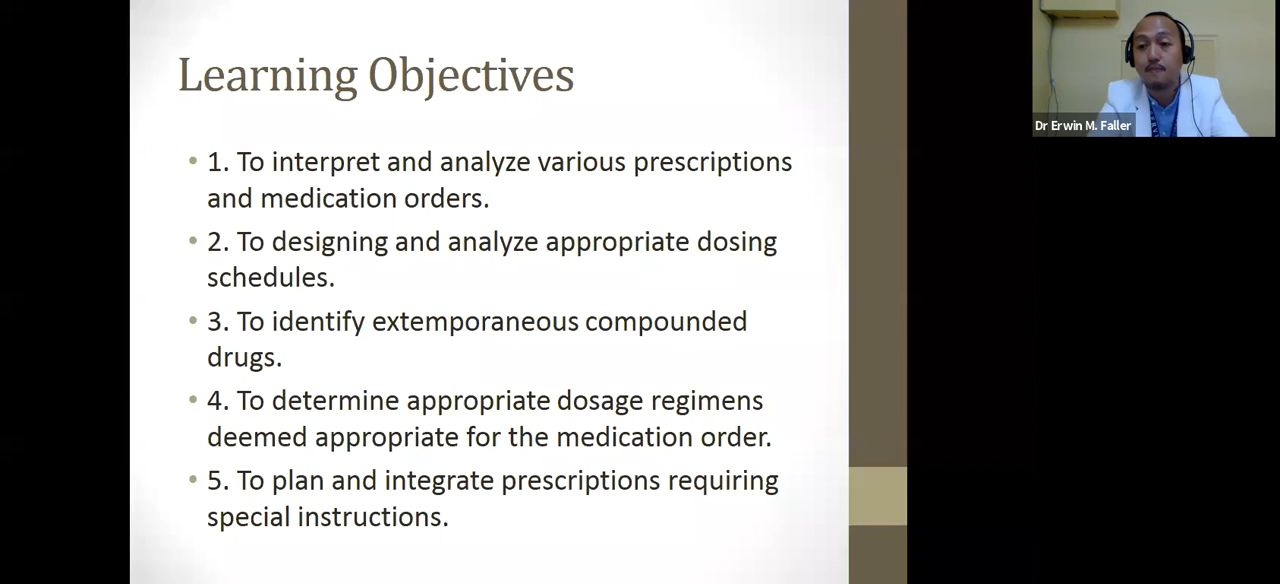 Learning Objectives
• 1. To interpret and analyze various prescriptions
and medication orders.
• 2. To designing and analyze appropriate dosing
schedules.
• 3. To identify extemporaneous compounded
drugs.
• 4. To determine appropriate dosage regimens
deemed appropriate for the medication order.
• 5. To plan and integrate prescriptions requiring
special instructions.
Dr Erwin M. Faller